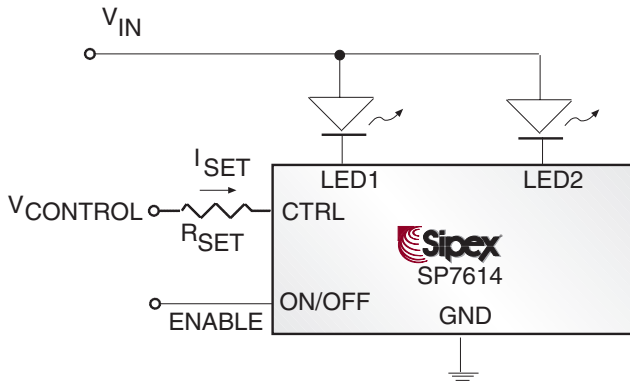 VIN
ISET
LED1 LED2
VCONTROL
RSET
CTRL
Sipex
SP7614
ON/OFF
ENABLE
GND